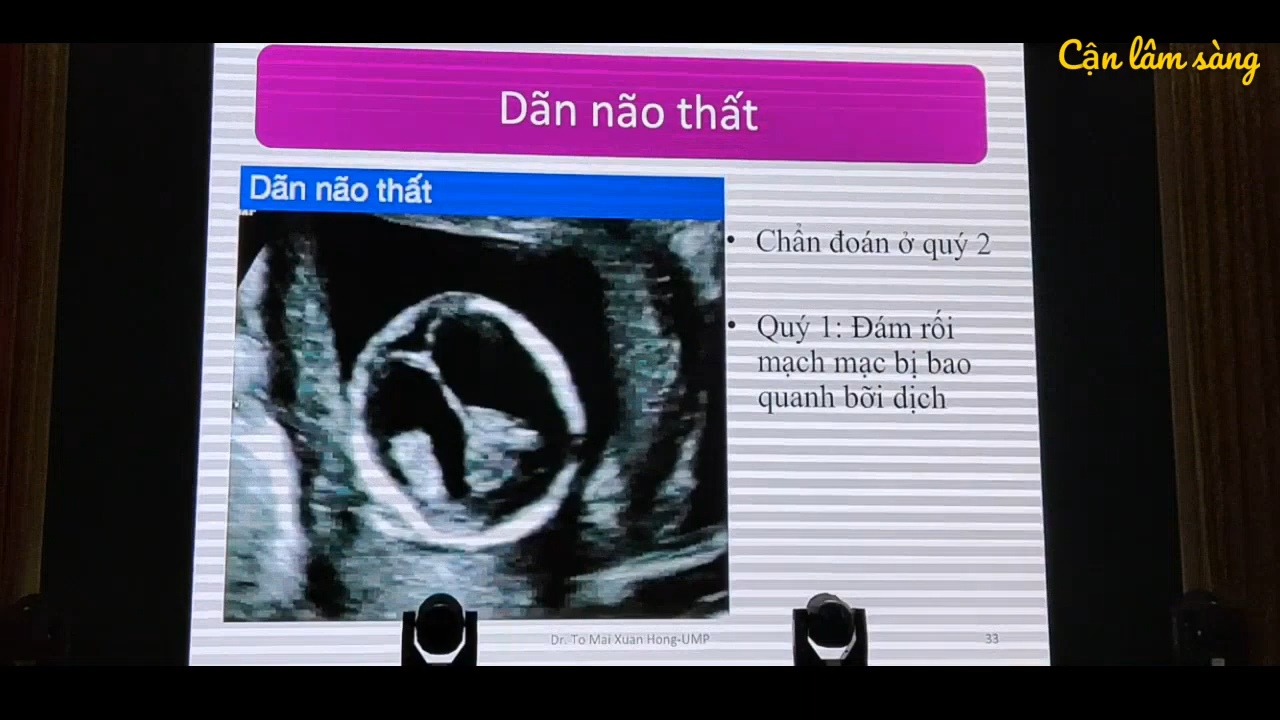 Cận lâm sàng
Dãn não thất
Dãn não thất
• Chẩn đoán ở quý 2
• Quý 1: Đám rối
mạch mạc bị bao
quanh bõi dịch
Dr. To Mai Xuan Hong-UMP
33